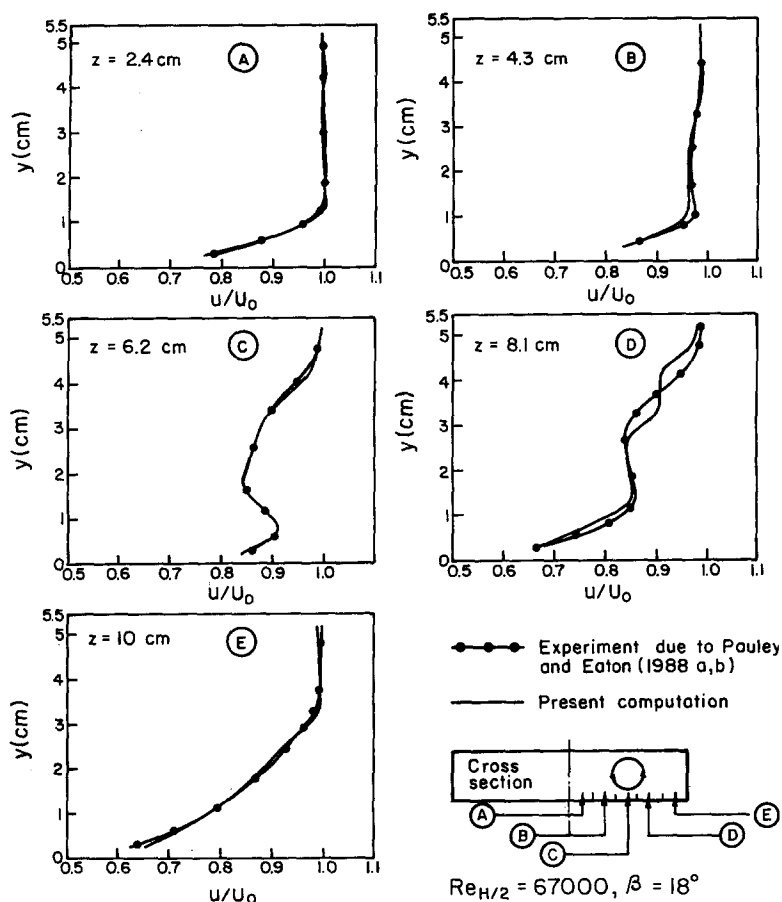 5.5
5
4
3
2
1
0
y (cm)
z = 2.4 cm
A
0.5 0.6 0.7 0.8 0.9 1.0 1.1
u/U₀
5.5
5
4
3
2
1
0
y (cm)
z = 4.3 cm
B
0.5 0.6 0.7 0.8 0.9 1.0 1.1
u/U₀
5.5
5
4
3
2
1
0
y (cm)
z = 6.2 cm
C
0.5 0.6 0.7 0.8 0.9 1.0 1.1
u/U₀
5.5
5
4
3
2
1
0
y (cm)
z = 8.1 cm
D
0.5 0.6 0.7 0.8 0.9 1.0 1.1
u/U₀
5.5
5
4
3
2
1
0
y (cm)
z = 10 cm
E
0.5 0.6 0.7 0.8 0.9 1.0 1.1
u/U₀
Experiment due to Pauley
and Eaton (1988 a,b)
Present computation
Cross
section
A
B
C
D
E
Re_H/2 = 67000, β = 18°